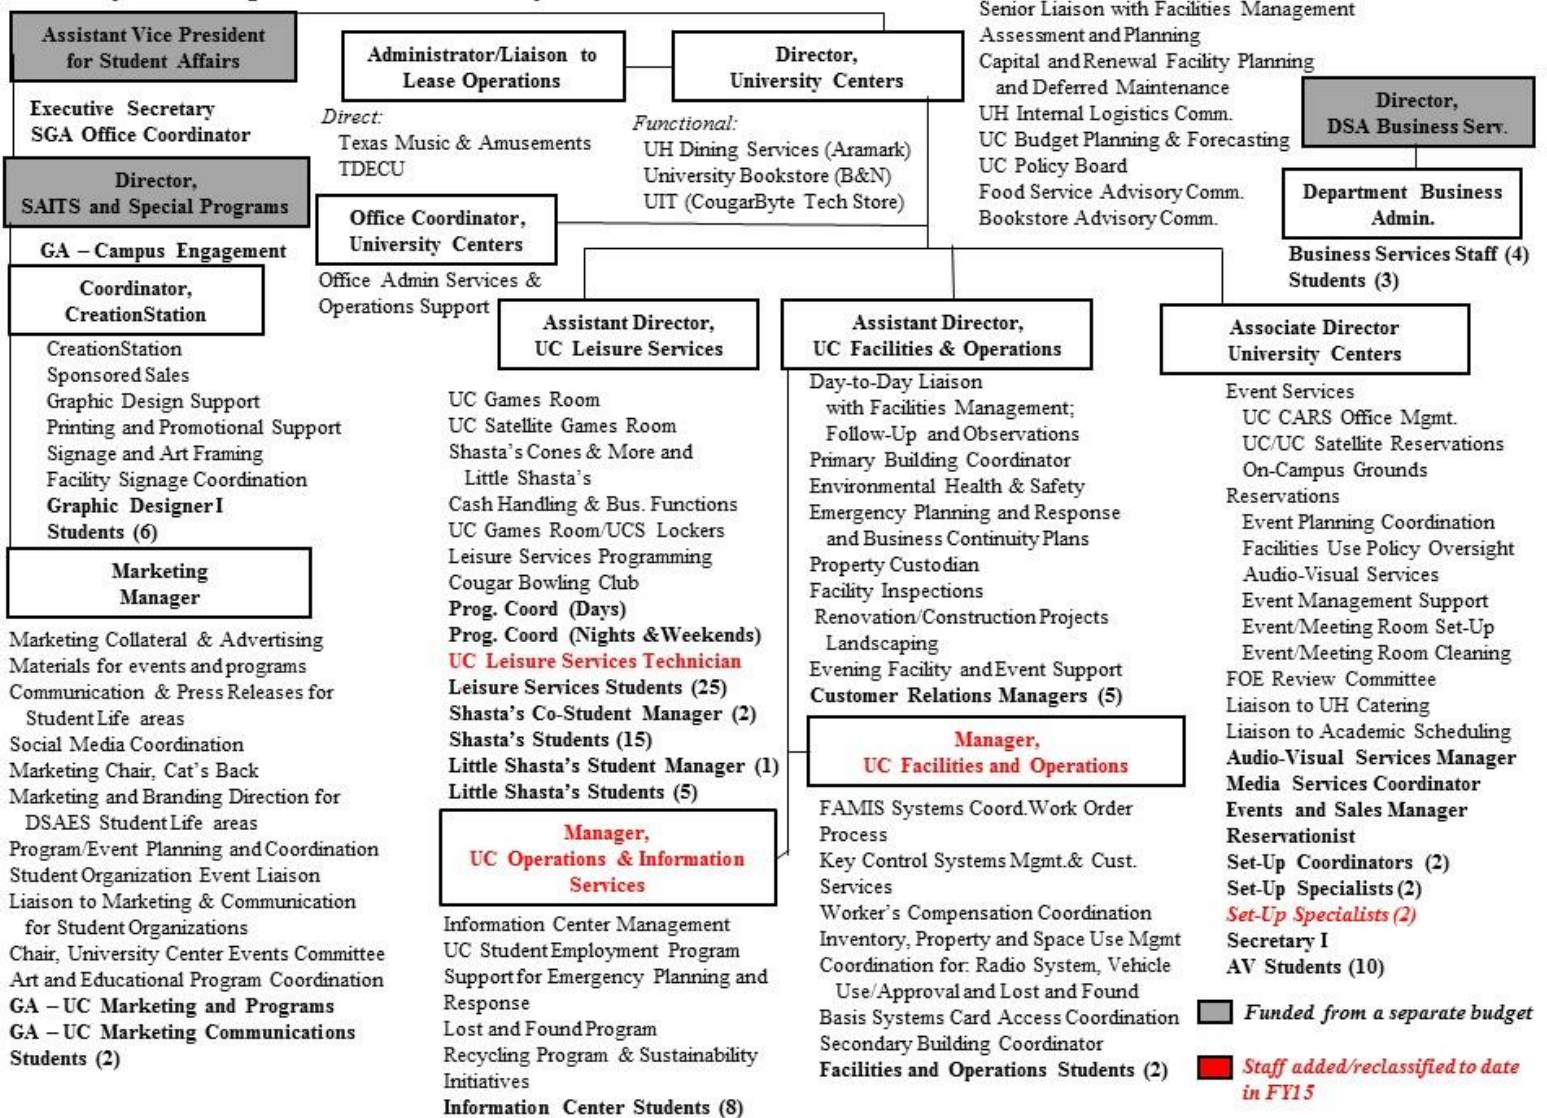 Assistant Vice President
for Student Affairs
Executive Secretary
SGA Office Coordinator
Director,
SAITS and Special Programs
GA – Campus Engagement
Coordinator,
CreationStation
CreationStation
Sponsored Sales
Graphic Design Support
Printing and Promotional Support
Signage and Art Framing
Facility Signage Coordination
Graphic Designer I
Students (6)
Marketing
Manager
Marketing Collateral & Advertising
Materials for events and programs
Communication & Press Releases for
Student Life areas
Social Media Coordination
Marketing Chair, Cat's Back
Marketing and Branding Direction for
DSAES Student Life areas
Program/Event Planning and Coordination
Student Organization Event Liaison
Liaison to Marketing & Communication
for Student Organizations
Chair, University Center Events Committee
Art and Educational Program Coordination
GA – UC Marketing and Programs
GA – UC Marketing Communications
Students (2)
Administrator/Liaison to
Lease Operations
Direct:
Texas Music & Amusements
TDECU
Director,
University Centers
Functional:
UH Dining Services (Aramark)
University Bookstore (B&N)
UIT (CougarByte Tech Store)
Senior Liaison with Facilities Management
Assessment and Planning
Capital and Renewal Facility Planning
and Deferred Maintenance
UH Internal Logistics Comm.
UC Budget Planning & Forecasting
UC Policy Board
Food Service Advisory Comm.
Bookstore Advisory Comm.
Director,
DSA Business Serv.
Department Business
Admin.
Business Services Staff (4)
Students (3)
Office Coordinator,
University Centers
Office Admin Services &
Operations Support
Assistant Director,
UC Leisure Services
UC Games Room
UC Satellite Games Room
Shasta's Cones & More and
Little Shasta's
Cash Handling & Bus. Functions
UC Games Room/UCS Lockers
Leisure Services Programming
Cougar Bowling Club
Prog. Coord (Days)
Prog. Coord (Nights &Weekends)
UC Leisure Services Technician
Leisure Services Students (25)
Shasta's Co-Student Manager (2)
Shasta's Students (15)
Little Shasta's Student Manager (1)
Little Shasta's Students (5)
Manager,
UC Operations & Information
Services
Information Center Management
UC Student Employment Program
Support for Emergency Planning and
Response
Lost and Found Program
Recycling Program & Sustainability
Initiatives
Information Center Students (8)
Assistant Director,
UC Facilities & Operations
Day-to-Day Liaison
with Facilities Management;
Follow-Up and Observations
Primary Building Coordinator
Environmental Health & Safety
Emergency Planning and Response
and Business Continuity Plans
Property Custodian
Facility Inspections
Renovation/Construction Projects
Landscaping
Evening Facility and Event Support
Customer Relations Managers (5)
Manager,
UC Facilities and Operations
FAMIS Systems Coord.Work Order
Process
Key Control Systems Mgmt.& Cust.
Services
Worker's Compensation Coordination
Inventory, Property and Space Use Mgmt
Coordination for: Radio System, Vehicle
Use/Approval and Lost and Found
Basis Systems Card Access Coordination
Secondary Building Coordinator
Facilities and Operations Students (2)
Associate Director
University Centers
Event Services
UC CARS Office Mgmt.
UC/UC Satellite Reservations
On-Campus Grounds
Reservations
Event Planning Coordination
Facilities Use Policy Oversight
Audio-Visual Services
Event Management Support
Event/Meeting Room Set-Up
Event/Meeting Room Cleaning
FOE Review Committee
Liaison to UH Catering
Liaison to Academic Scheduling
Audio-Visual Services Manager
Media Services Coordinator
Events and Sales Manager
Reservationist
Set-Up Coordinators (2)
Set-Up Specialists (2)
Set-Up Specialists (2)
Secretary I
AV Students (10)
Funded from a separate budget
Staff added/reclassified to date
in FY15